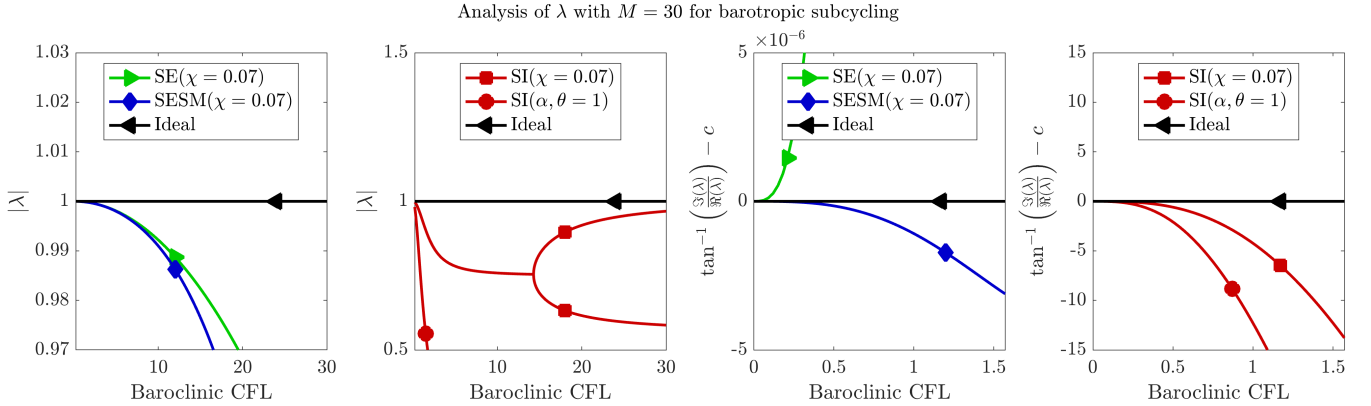 Analysis of λ with M = 30 for barotropic subcycling
|λ|
1.03
1.02
1.01
1
0.99
0.98
0.97
10
20
30
Baroclinic CFL
SE(χ = 0.07)
SESM(χ = 0.07)
Ideal
|λ|
1.5
1
0.5
10
20
30
Baroclinic CFL
SI(χ = 0.07)
SI(α, θ = 1)
Ideal
tan⁻¹(ℑ(λ)/ℜ(λ)) − c
×10⁻⁶
5
0
-5
0
0.5
1
1.5
Baroclinic CFL
SE(χ = 0.07)
SESM(χ = 0.07)
Ideal
tan⁻¹(ℑ(λ)/ℜ(λ)) − c
15
10
5
0
-5
-10
-15
0
0.5
1
1.5
Baroclinic CFL
SI(χ = 0.07)
SI(α, θ = 1)
Ideal